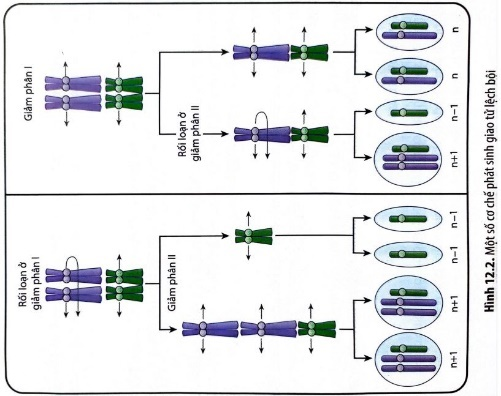 Rối loạn ở
giảm phân I
Giảm phân II
n+1
n+1
n−1
n−1
Giảm phân I
Rối loạn ở
giảm phân II
n+1
n−1
n
n
Hình 12.2. Một số cơ chế phát sinh giao tử lệch bội